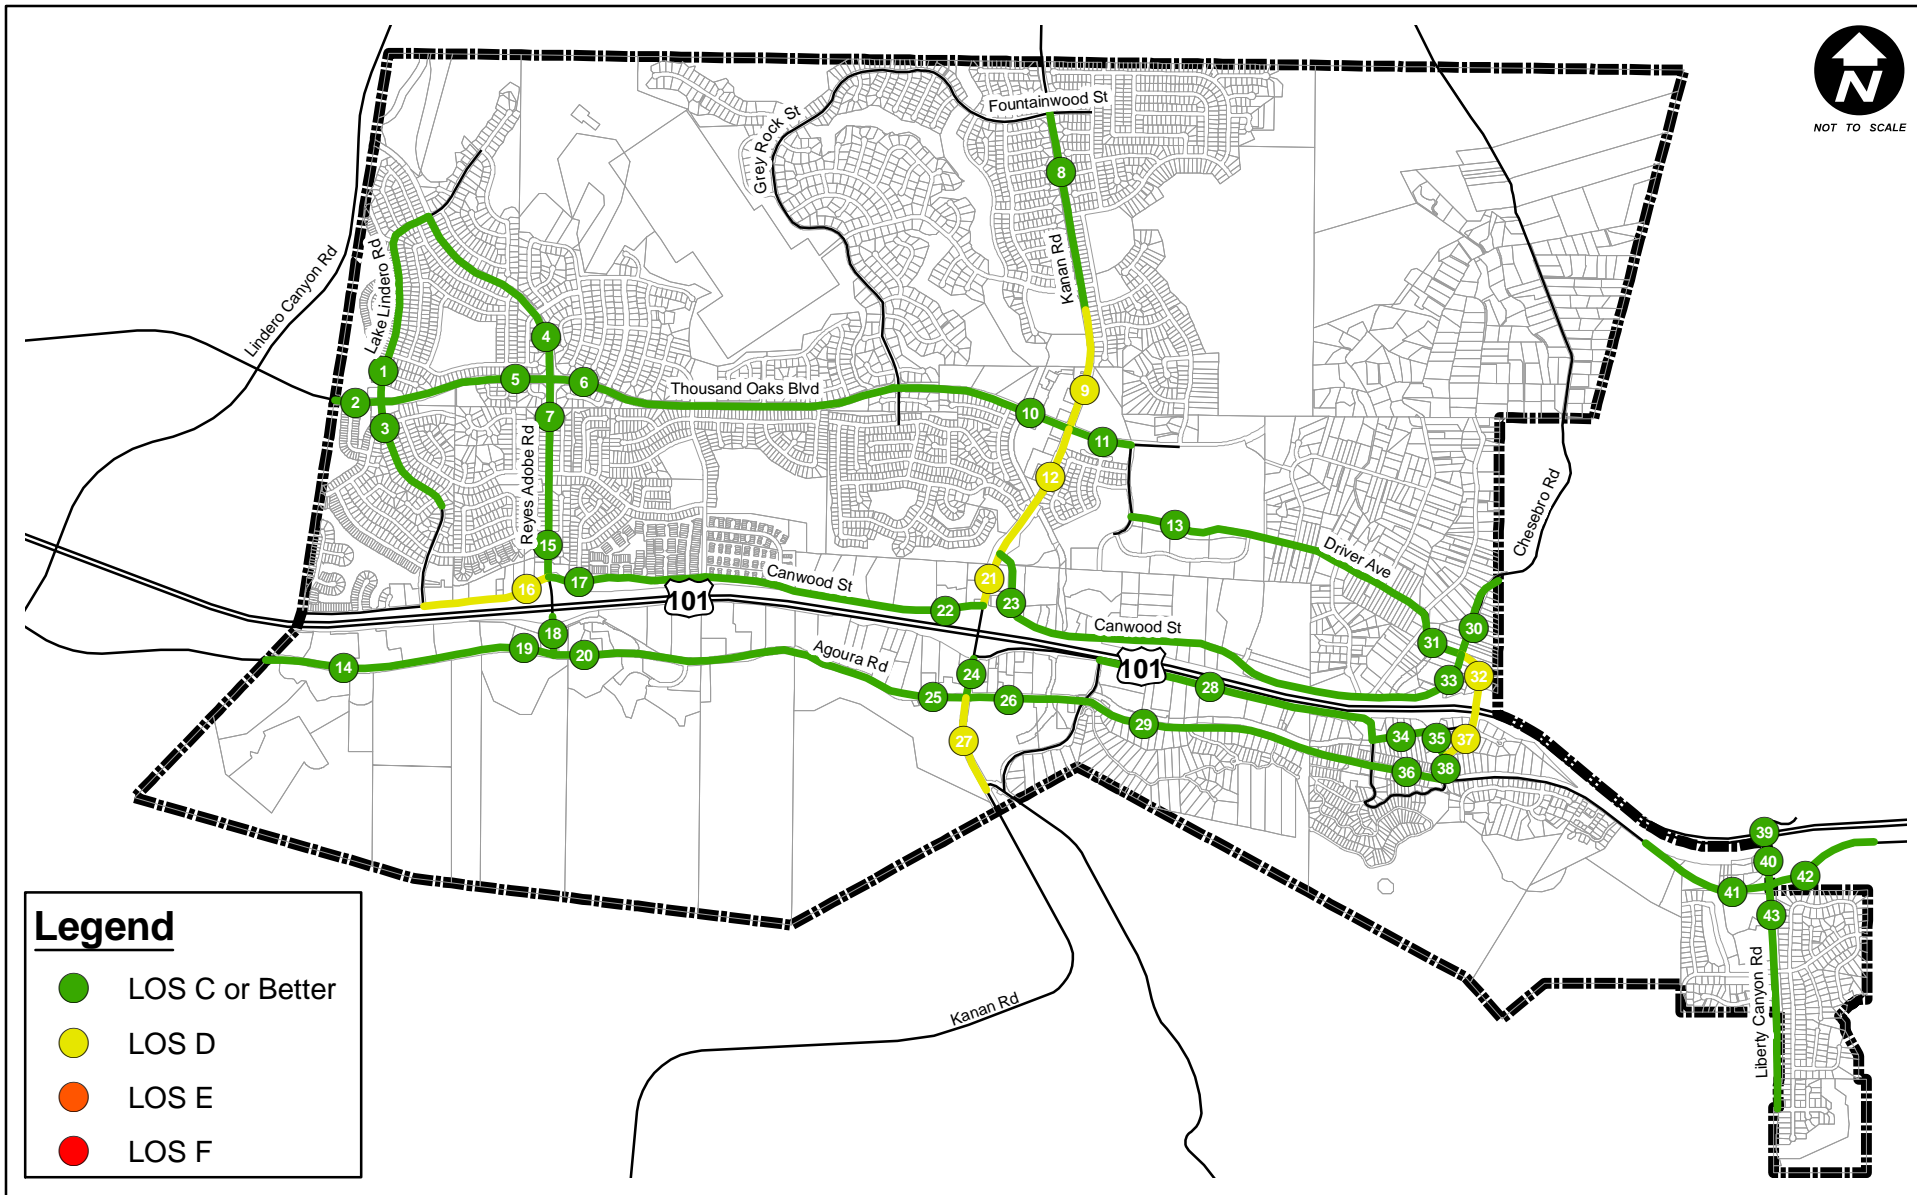 N
NOT TO SCALE
Fountainwood St
Grey Rock St
8
Kanan Rd
Lindero Canyon Rd
Lake Lindero Rd
4
1
5
6
Thousand Oaks Blvd
9
2
10
7
3
11
Reyes Adobe Rd
12
Chesebro Rd
13
15
Driver Ave
16
17
Canwood St
101
21
22
23
18
Canwood St
30
31
19
20
Agoura Rd
14
101
24
32
33
28
25
26
29
27
34
35
37
36
38
39
40
41
42
43
Liberty Canyon Rd
Kanan Rd
Legend
LOS C or Better
LOS D
LOS E
LOS F